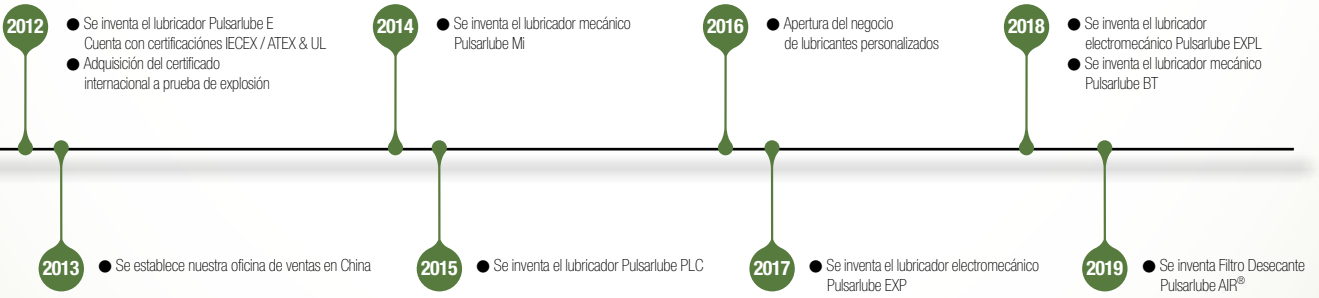 2012
● Se inventa el lubricador Pulsarlube E
Cuenta con certificaciónes IECEX / ATEX & UL
● Adquisición del certificado
internacional a prueba de explosión
2013
● Se establece nuestra oficina de ventas en China
2014
● Se inventa el lubricador mecánico
Pulsarlube Mi
2015
● Se inventa el lubricador Pulsarlube PLC
2016
● Apertura del negocio
de lubricantes personalizados
2017
● Se inventa el lubricador electromecánico
Pulsarlube EXP
2018
● Se inventa el lubricador
electromecánico Pulsarlube EXPL
● Se inventa el lubricador mecánico
Pulsarlube BT
2019
● Se inventa Filtro Desecante
Pulsarlube AIR®